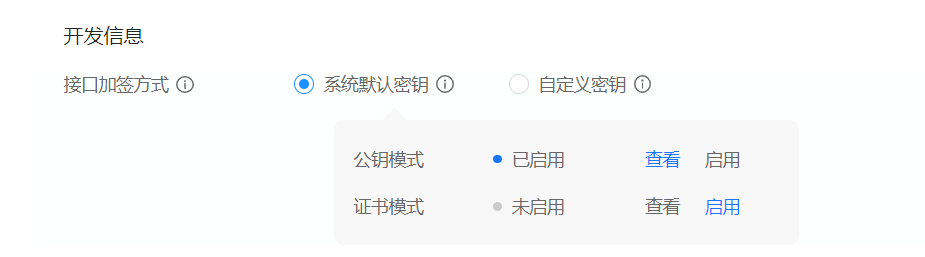 开发信息
接口加签方式 系统默认密钥 自定义密钥
公钥模式 已启用 查看 启用
证书模式 未启用 查看 启用